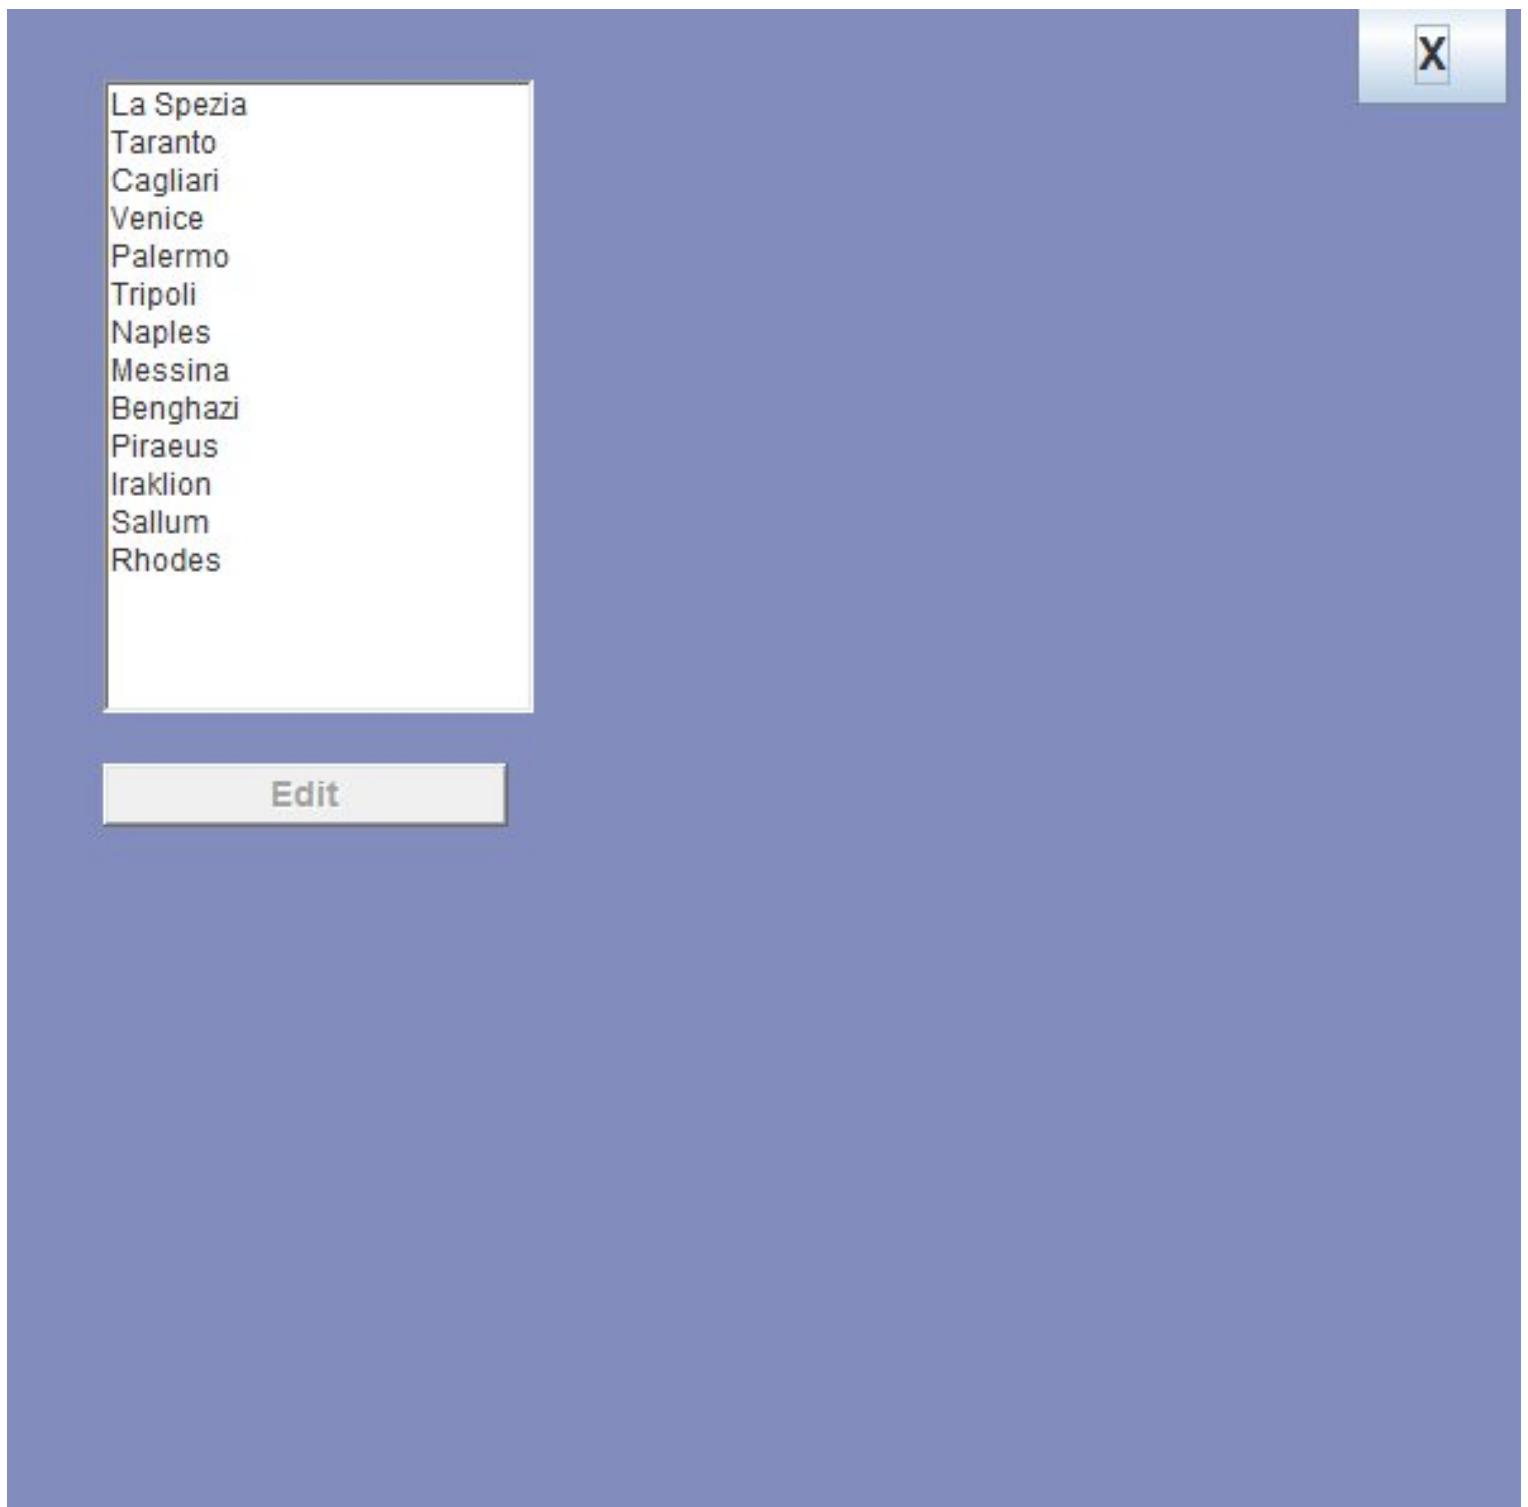 X
La Spezia
Taranto
Cagliari
Venice
Palermo
Tripoli
Naples
Messina
Benghazi
Piraeus
Iraklion
Sallum
Rhodes
Edit